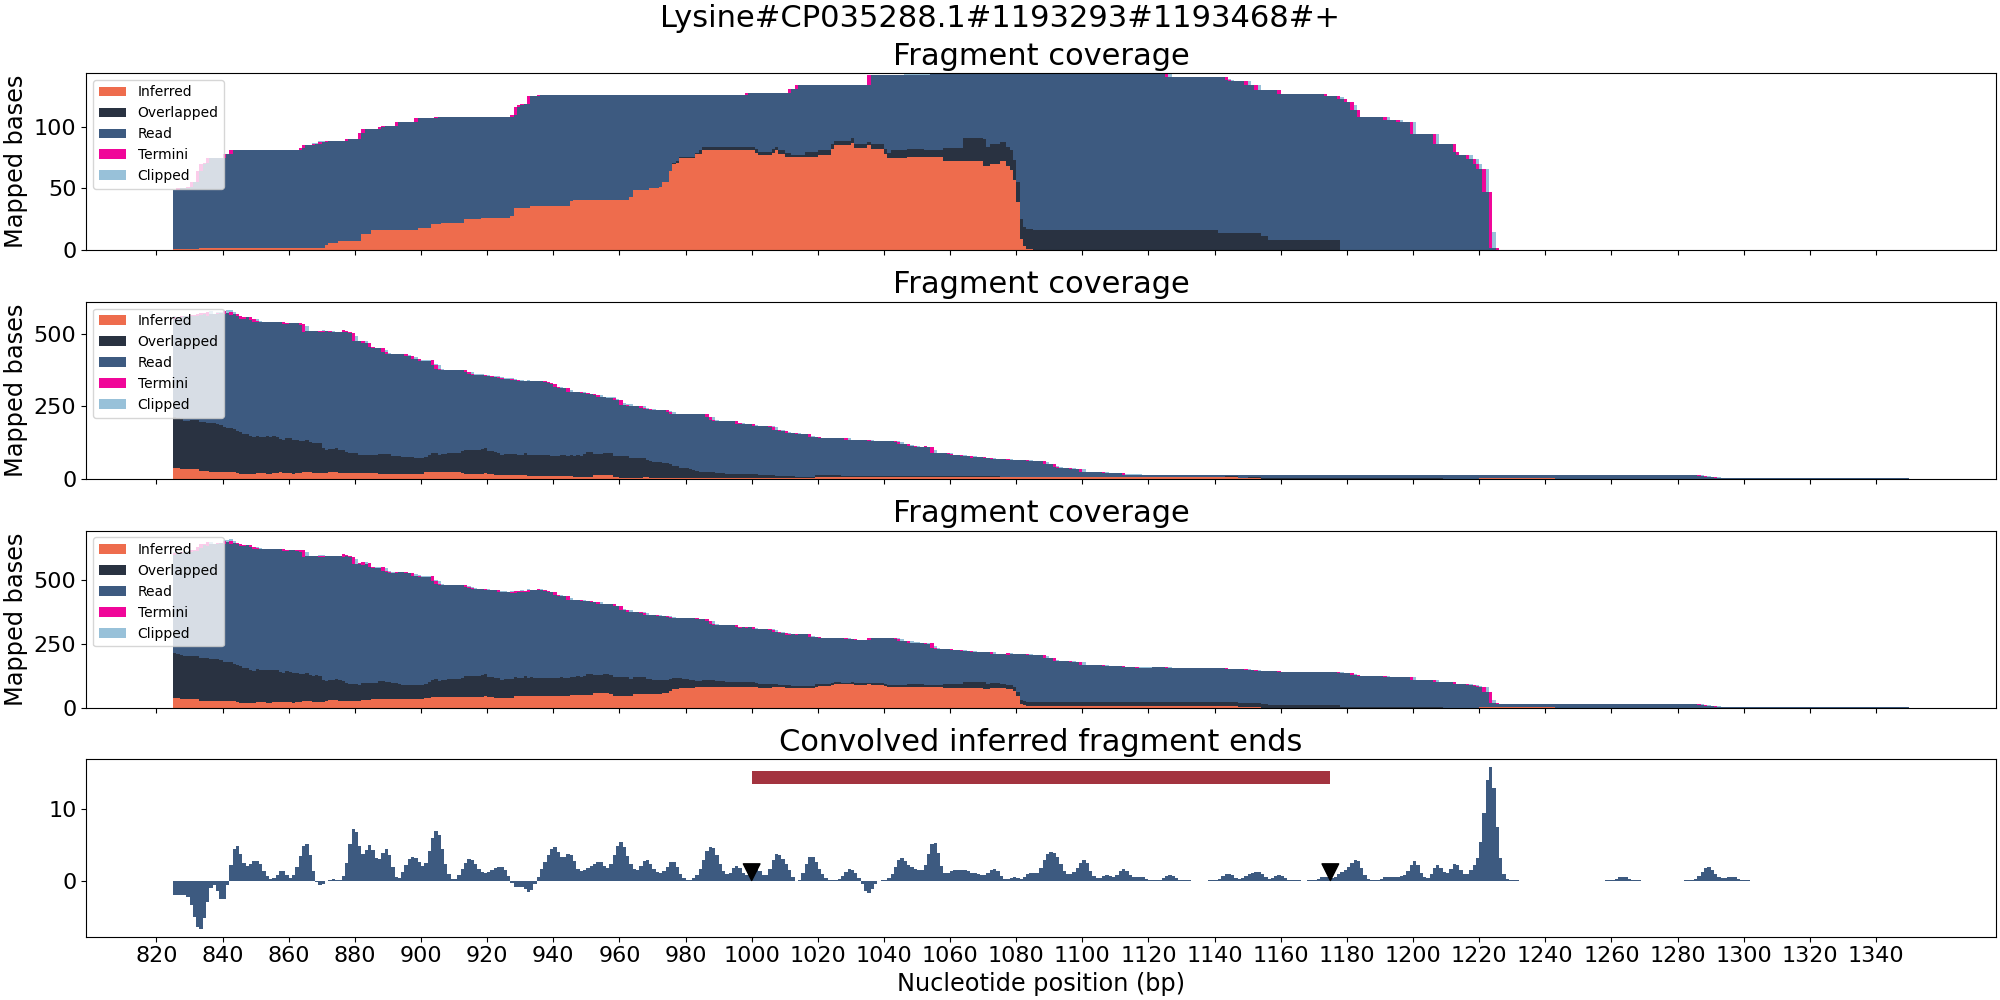 Lysine#CP035288.1#1193293#1193468#+
Fragment coverage
Mapped bases
100
50
0
Inferred
Overlapped
Read
Termini
Clipped
Fragment coverage
Mapped bases
500
250
0
Inferred
Overlapped
Read
Termini
Clipped
Fragment coverage
Mapped bases
500
250
0
Inferred
Overlapped
Read
Termini
Clipped
Convolved inferred fragment ends
10
0
820 840 860 880 900 920 940 960 980 1000 1020 1040 1060 1080 1100 1120 1140 1160 1180 1200 1220 1240 1260 1280 1300 1320 1340
Nucleotide position (bp)